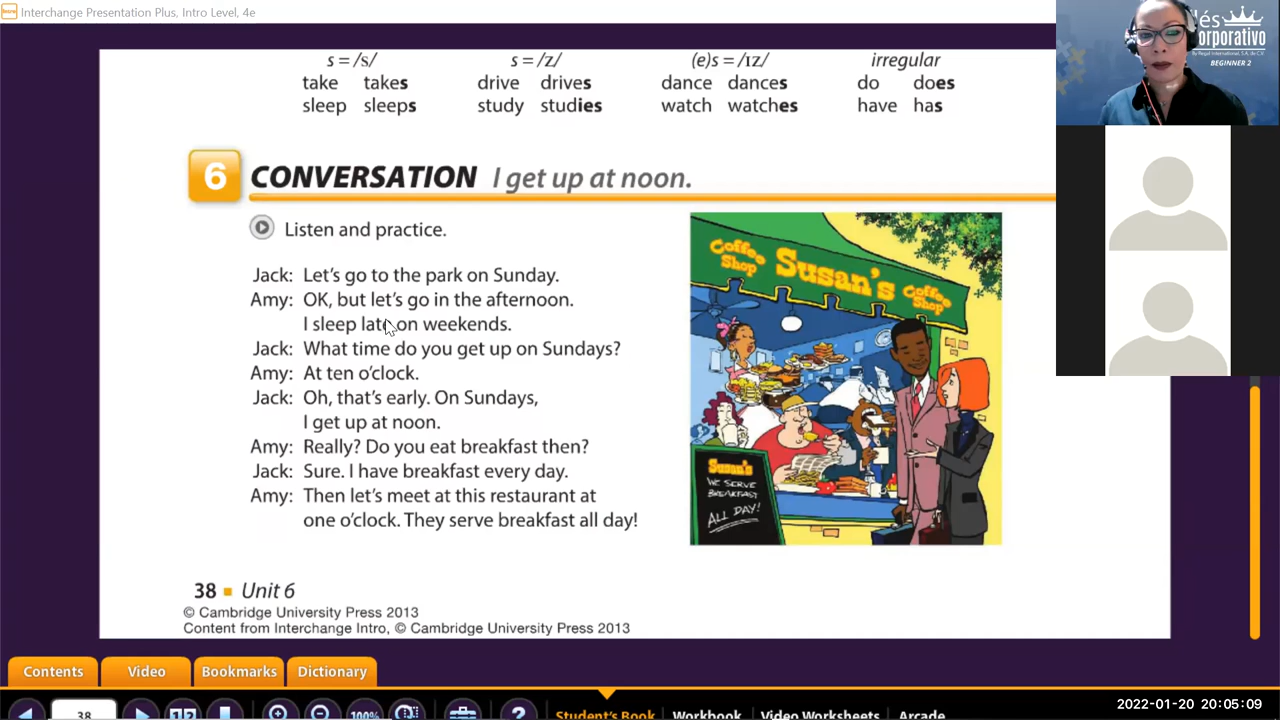 Interchange Presentation Plus, Intro Level, 4e
lés
orporativo
By Regal International, S.A. de C.V.
BEGINNER 2
s = /s/ s = /z/ (e)s = /ɪz/ irregular
take takes drive drives dance dances do does
sleep sleeps study studies watch watches have has
6 CONVERSATION I get up at noon.
Listen and practice.
Jack: Let's go to the park on Sunday.
Amy: OK, but let's go in the afternoon.
I sleep late on weekends.
Jack: What time do you get up on Sundays?
Amy: At ten o'clock.
Jack: Oh, that's early. On Sundays,
I get up at noon.
Amy: Really? Do you eat breakfast then?
Jack: Sure. I have breakfast every day.
Amy: Then let's meet at this restaurant at
one o'clock. They serve breakfast all day!
Coffee Shop Susan's Coffee Shop
Susan's
WE SERVE
BREAKFAST
ALL DAY!
38 Unit 6
© Cambridge University Press 2013
Content from Interchange Intro, © Cambridge University Press 2013
Contents Video Bookmarks Dictionary
38 1 2 100% ?
Student's Book Workbook Video Worksheets Arcade
2022-01-20 20:05:09